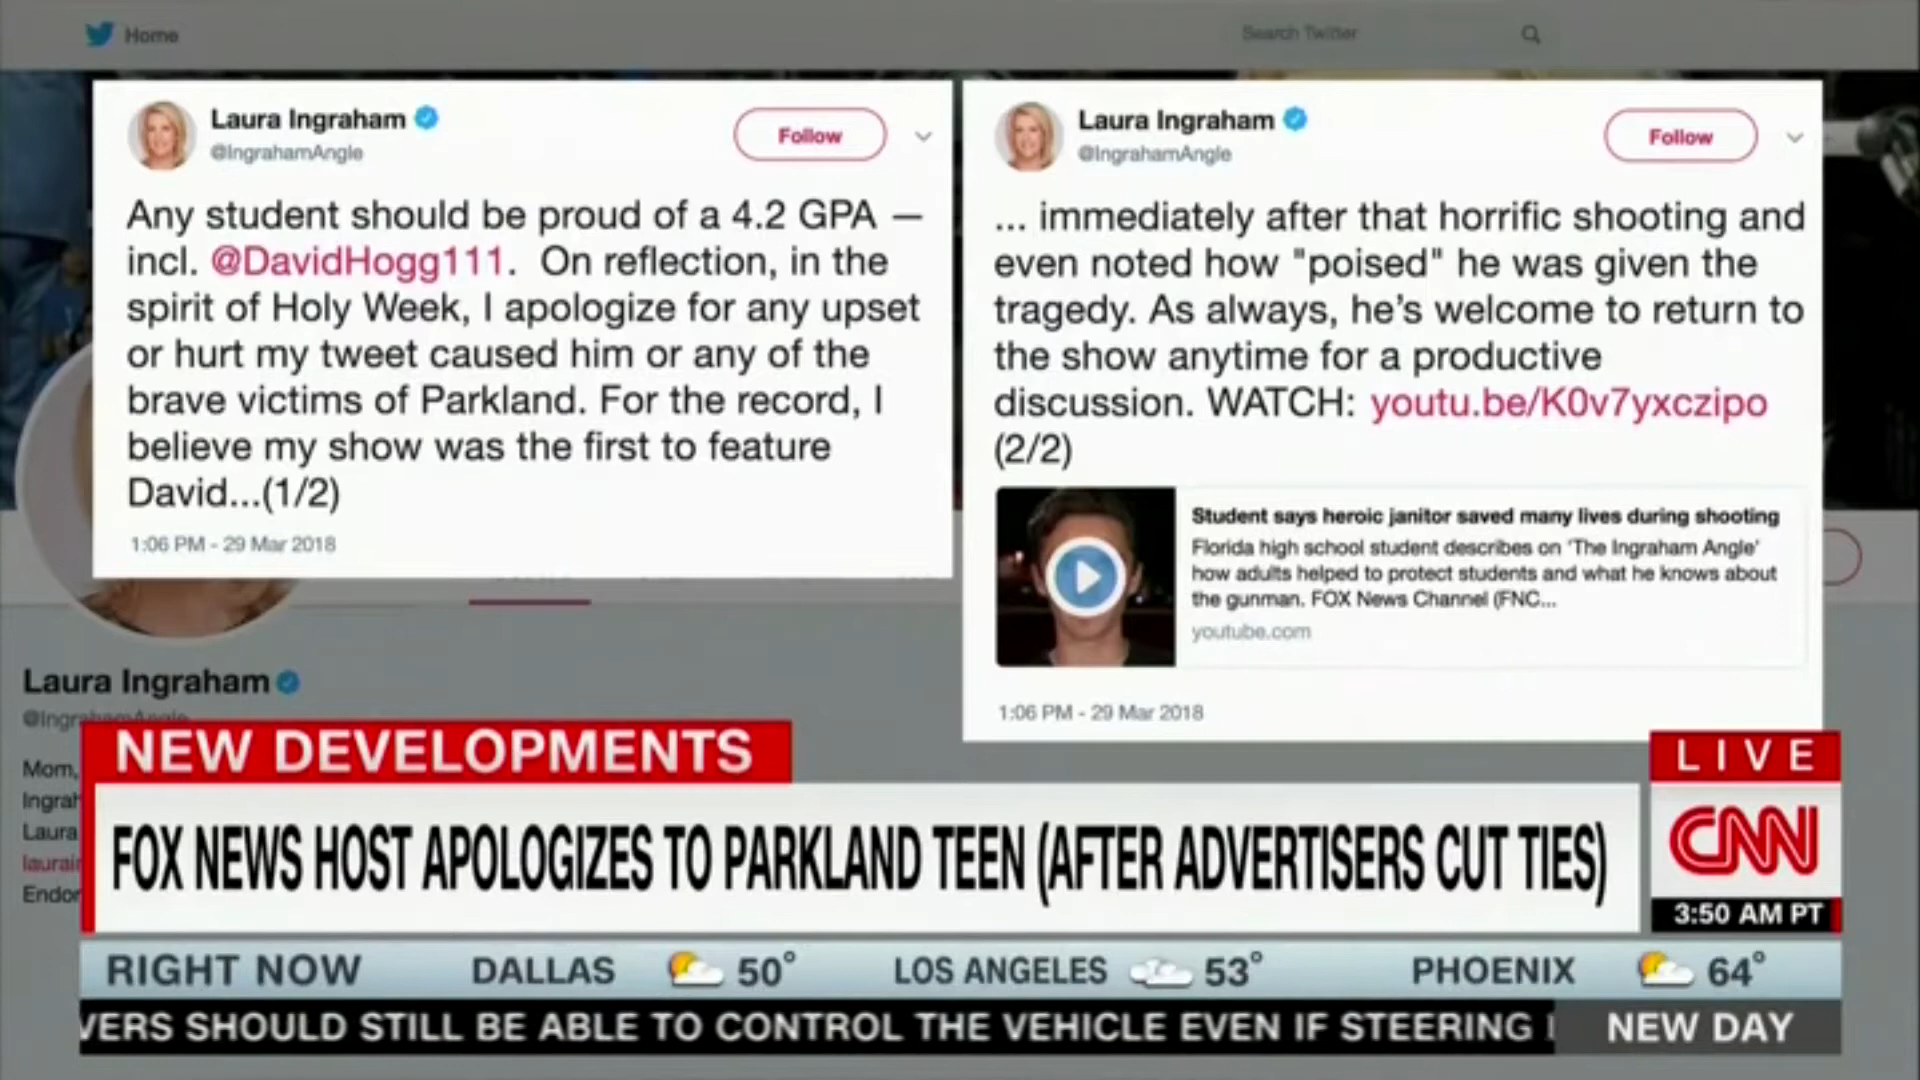 Home
Search Twitter
Laura Ingraham
@IngrahamAngle
Follow
Any student should be proud of a 4.2 GPA —
incl. @DavidHogg111. On reflection, in the
spirit of Holy Week, I apologize for any upset
or hurt my tweet caused him or any of the
brave victims of Parkland. For the record, I
believe my show was the first to feature
David...(1/2)
1:06 PM - 29 Mar 2018
Laura Ingraham
@IngrahamAngle
Follow
... immediately after that horrific shooting and
even noted how "poised" he was given the
tragedy. As always, he's welcome to return to
the show anytime for a productive
discussion. WATCH: youtu.be/K0v7yxczipo
(2/2)
Student says heroic janitor saved many lives during shooting
Florida high school student describes on 'The Ingraham Angle'
how adults helped to protect students and what he knows about
the gunman. FOX News Channel (FNC...
youtube.com
1:06 PM - 29 Mar 2018
Laura Ingraham
@IngrahamAngle
Mom,
Laura
NEW DEVELOPMENTS
FOX NEWS HOST APOLOGIZES TO PARKLAND TEEN (AFTER ADVERTISERS CUT TIES)
LIVE
CNN
3:50 AM PT
RIGHT NOW DALLAS 50° LOS ANGELES 53° PHOENIX 64°
VERS SHOULD STILL BE ABLE TO CONTROL THE VEHICLE EVEN IF STEERING
NEW DAY